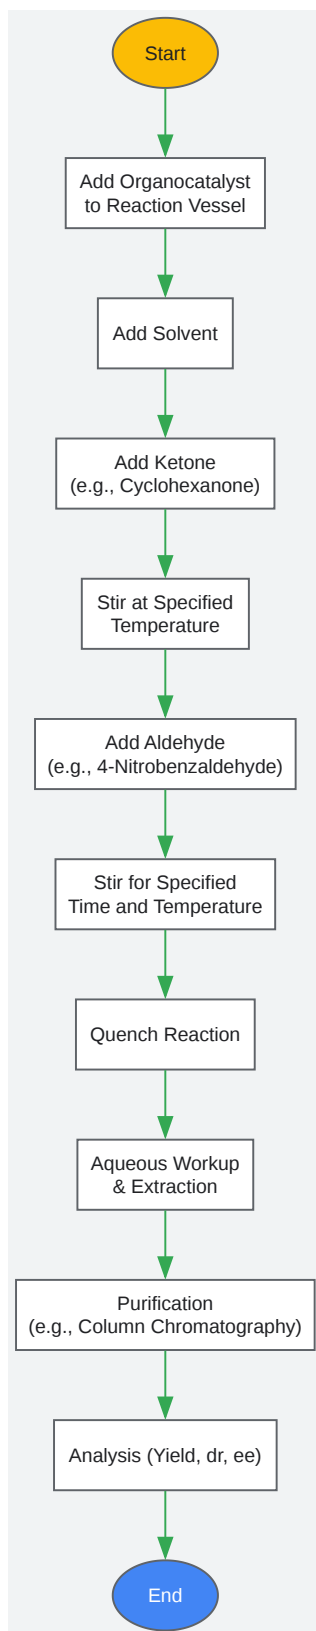 Start
Add Organocatalyst
to Reaction Vessel
Add Solvent
Add Ketone
(e.g., Cyclohexanone)
Stir at Specified
Temperature
Add Aldehyde
(e.g., 4-Nitrobenzaldehyde)
Stir for Specified
Time and Temperature
Quench Reaction
Aqueous Workup
& Extraction
Purification
(e.g., Column Chromatography)
Analysis (Yield, dr, ee)
End